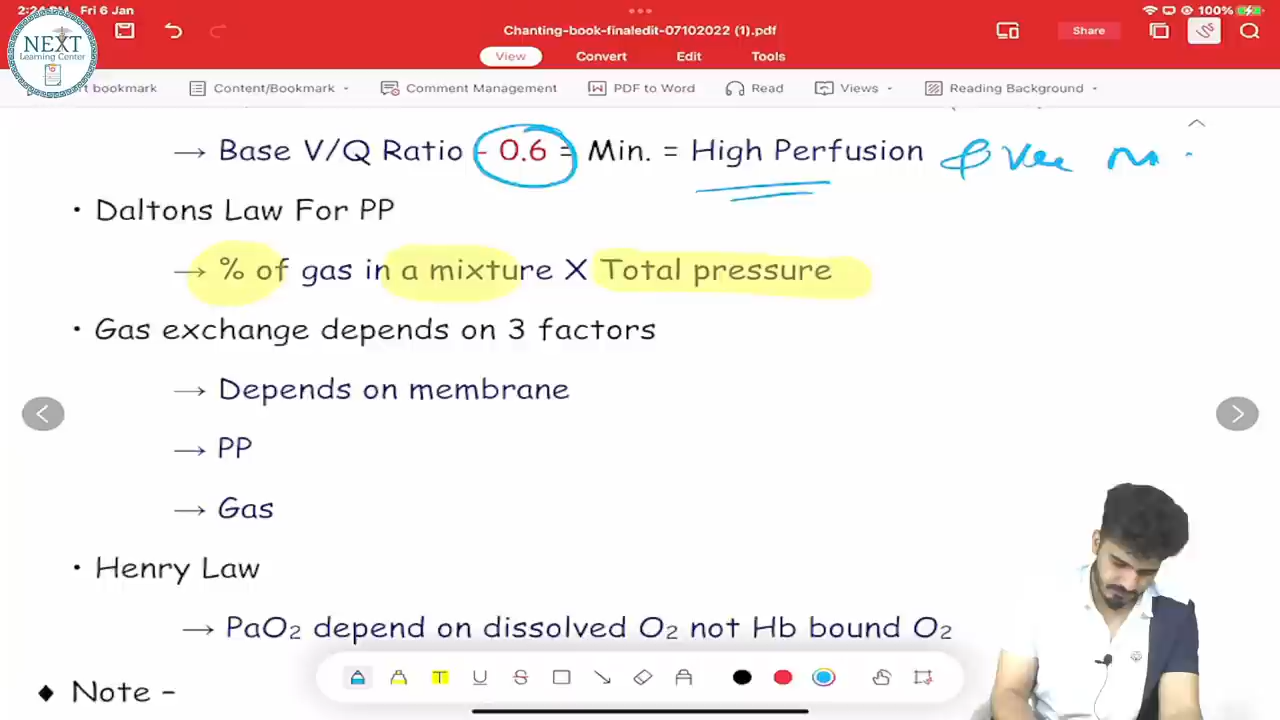 2:24 Fri 6 Jan
100%
NEXT
Learning Center
Chanting-book-finaledit-07102022 (1).pdf
Share
View Convert Edit Tools
bookmark Content/Bookmark Comment Management PDF to Word Read Views Reading Background
→ Base V/Q Ratio - 0.6 = Min. = High Perfusion
• Daltons Law For PP
→ % of gas in a mixture X Total pressure
• Gas exchange depends on 3 factors
→ Depends on membrane
→ PP
→ Gas
• Henry Law
→ PaO₂ depend on dissolved O₂ not Hb bound O₂
◆ Note -